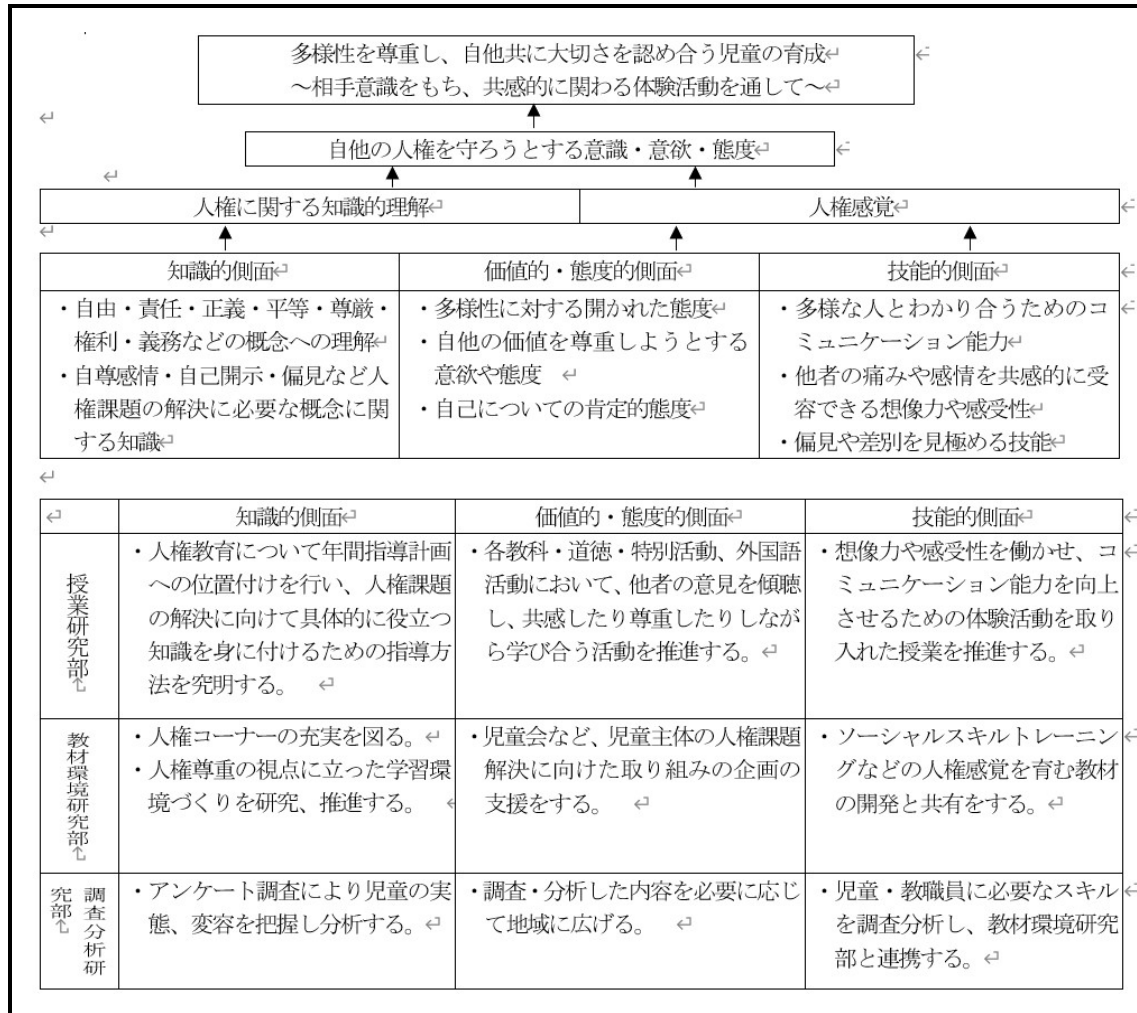 多様性を尊重し、自他共に大切さを認め合う児童の育成
～相手意識をもち、共感的に関わる体験活動を通して～
自他の人権を守ろうとする意識・意欲・態度
人権に関する知識的理解
人権感覚
知識的側面
・自由・責任・正義・平等・尊厳・
権利・義務などの概念への理解
・自尊感情・自己開示・偏見など人
権課題の解決に必要な概念に関
する知識
価値的・態度的側面
・多様性に対する開かれた態度
・自他の価値を尊重しようとする
意欲や態度
・自己についての肯定的態度
技能的側面
・多様な人とわかり合うためのコ
ミュニケーション能力
・他者の痛みや感情を共感的に受
容できる想像力や感受性
・偏見や差別を見極める技能
知識的側面
価値的・態度的側面
技能的側面
授業研究部
・人権教育について年間指導計画
への位置付けを行い、人権課題
の解決に向けて具体的に役立つ
知識を身に付けるための指導方
法を究明する。
・各教科・道徳・特別活動、外国語
活動において、他者の意見を傾聴
し、共感したり尊重したりしなが
ら学び合う活動を推進する。
・想像力や感受性を働かせ、コ
ミュニケーション能力を向上
させるための体験活動を取り
入れた授業を推進する。
教材環境研究部
・人権コーナーの充実を図る。
・人権尊重の視点に立った学習環
境づくりを研究、推進する。
・児童会など、児童主体の人権課題
解決に向けた取り組みの企画の
支援をする。
・ソーシャルスキルトレーニン
グなどの人権感覚を育む教材
の開発と共有をする。
調査分析研
究部
・アンケート調査により児童の実
態、変容を把握し分析する。
・調査・分析した内容を必要に応じ
て地域に広げる。
・児童・教職員に必要なスキル
を調査分析し、教材環境研究
部と連携する。